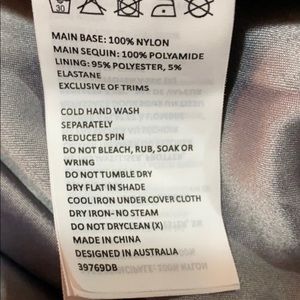 30
MAIN BASE: 100% NYLON
MAIN SEQUIN: 100% POLYAMIDE
LINING: 95% POLYESTER, 5%
ELASTANE
EXCLUSIVE OF TRIMS
COLD HAND WASH
SEPARATELY
REDUCED SPIN
DO NOT BLEACH, RUB, SOAK OR
WRING
DO NOT TUMBLE DRY
DRY FLAT IN SHADE
COOL IRON UNDER COVER CLOTH
DRY IRON- NO STEAM
DO NOT DRYCLEAN (X)
MADE IN CHINA
DESIGNED IN AUSTRALIA
39769DB